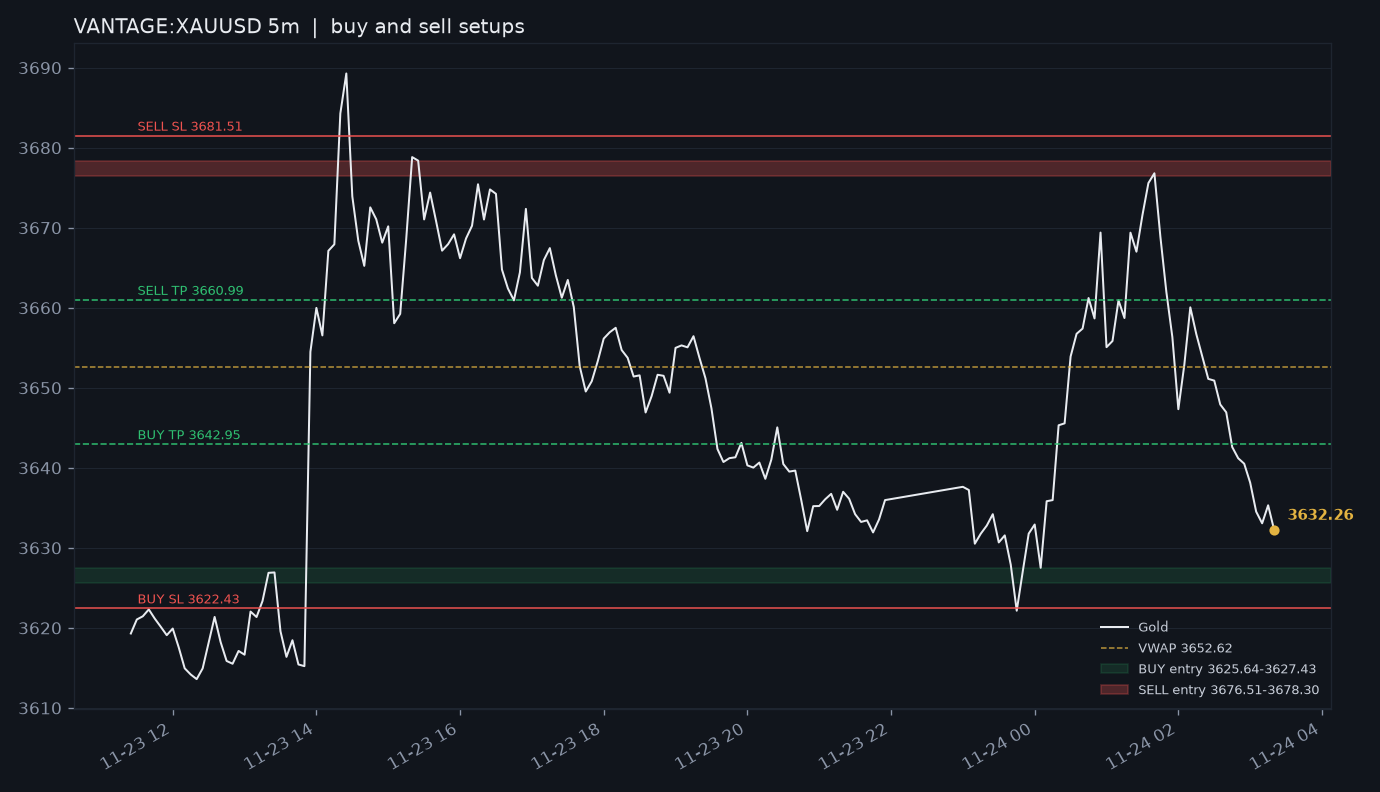 VANTAGE:XAUUSD 5m | buy and sell setups
3690
SELL SL 3681.51
3680
3670
SELL TP 3660.99
3660
3650
BUY TP 3642.95
3640
3632.26
3630
BUY SL 3622.43
3620
3610
Gold
VWAP 3652.62
BUY entry 3625.64-3627.43
SELL entry 3676.51-3678.30
11-23 12
11-23 14
11-23 16
11-23 18
11-23 20
11-23 22
11-24 00
11-24 02
11-24 04